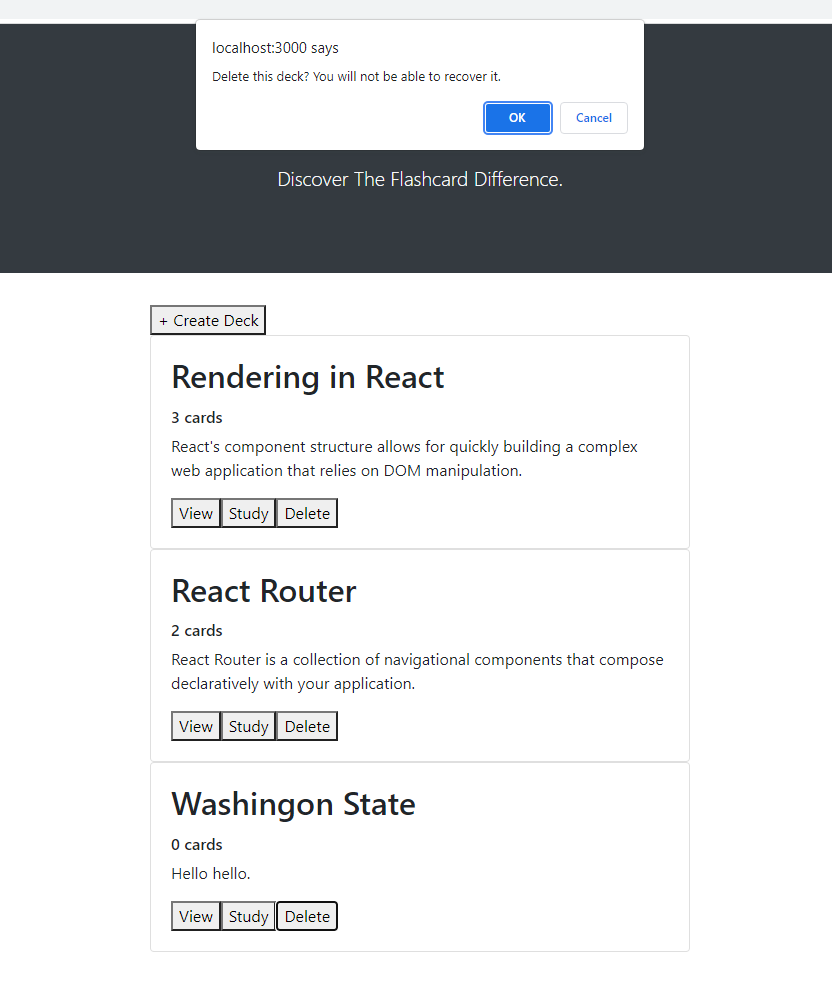 localhost:3000 says
Delete this deck? You will not be able to recover it.
OK Cancel
Discover The Flashcard Difference.
+ Create Deck
Rendering in React
3 cards
React's component structure allows for quickly building a complex
web application that relies on DOM manipulation.
View Study Delete
React Router
2 cards
React Router is a collection of navigational components that compose
declaratively with your application.
View Study Delete
Washingon State
0 cards
Hello hello.
View Study Delete